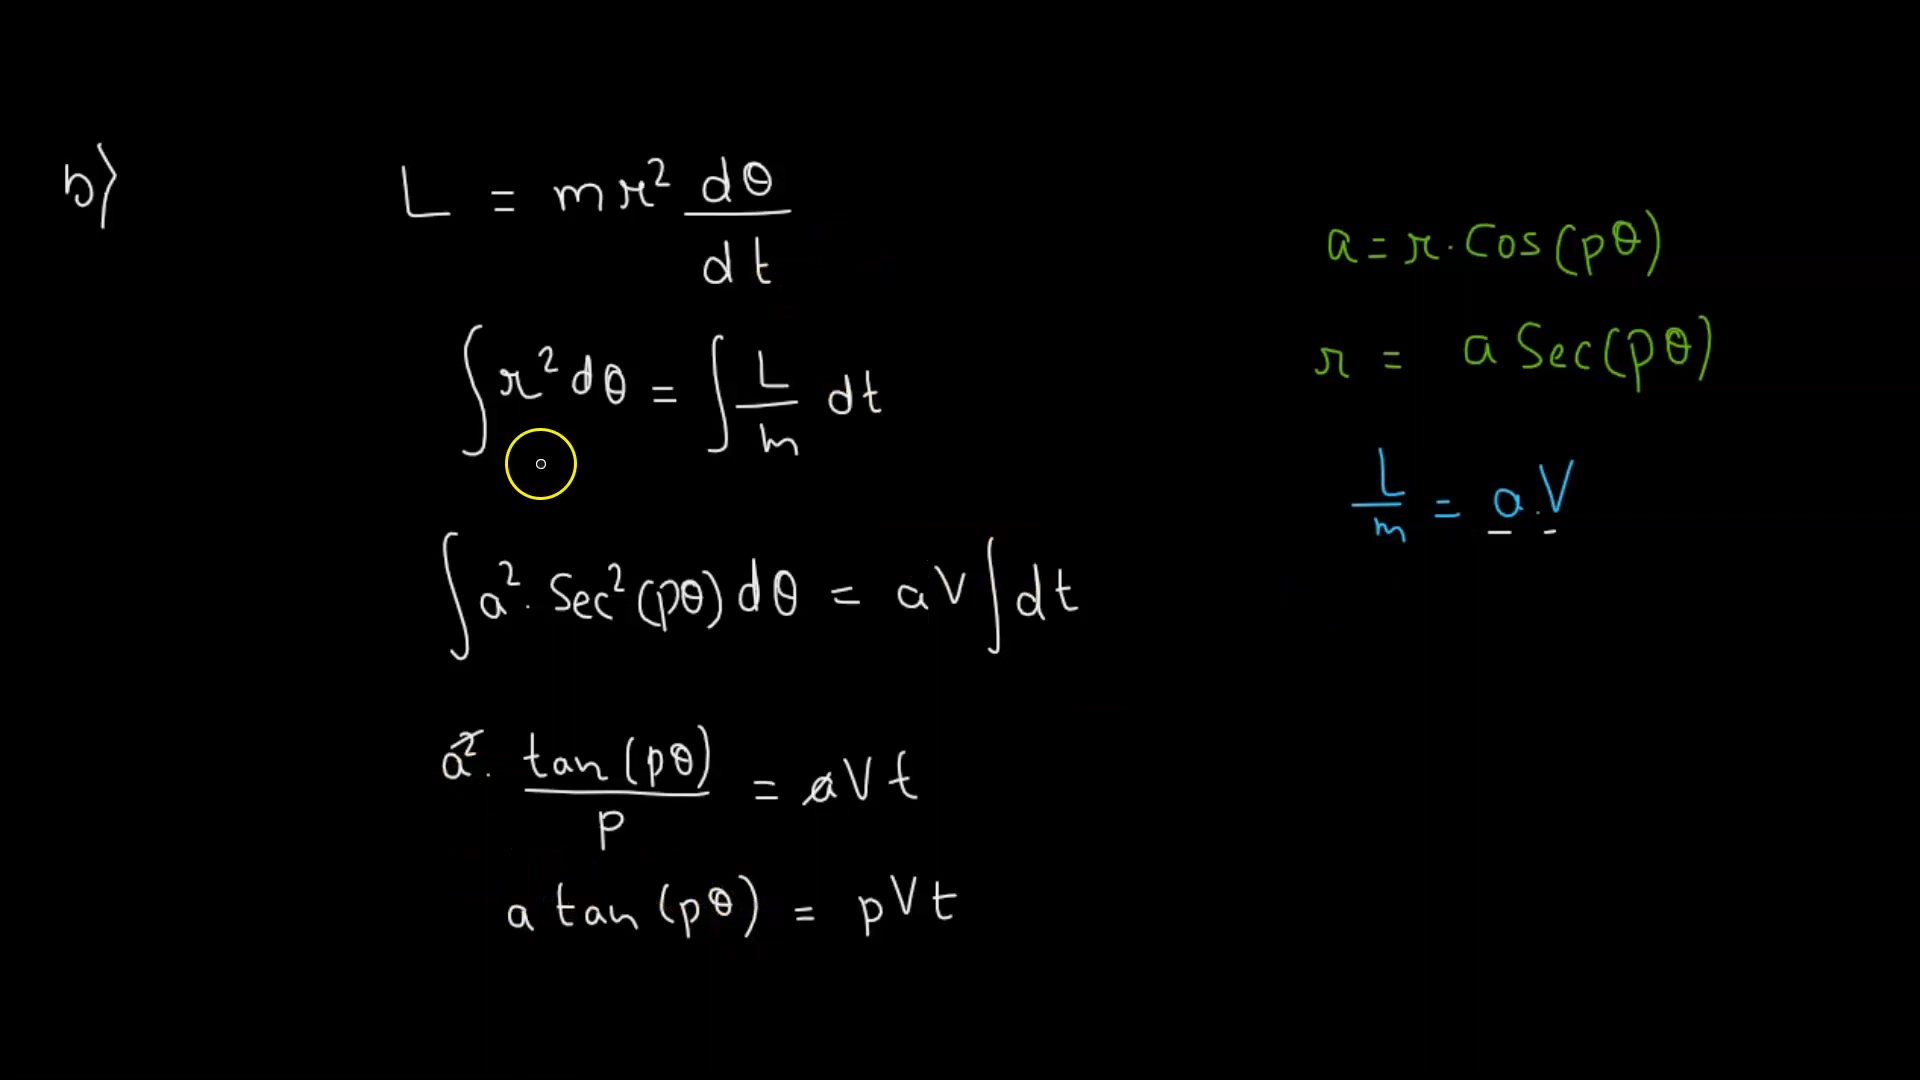 b)
L = mr² dθ/dt
∫ r² dθ = ∫ L/m dt
∫ a². Sec² (pθ) dθ = aV ∫ dt
a². tan (pθ)/p = aVt
a tan (pθ) = pVt
a = r. Cos (pθ)
r = a Sec (pθ)
L/m = a.V